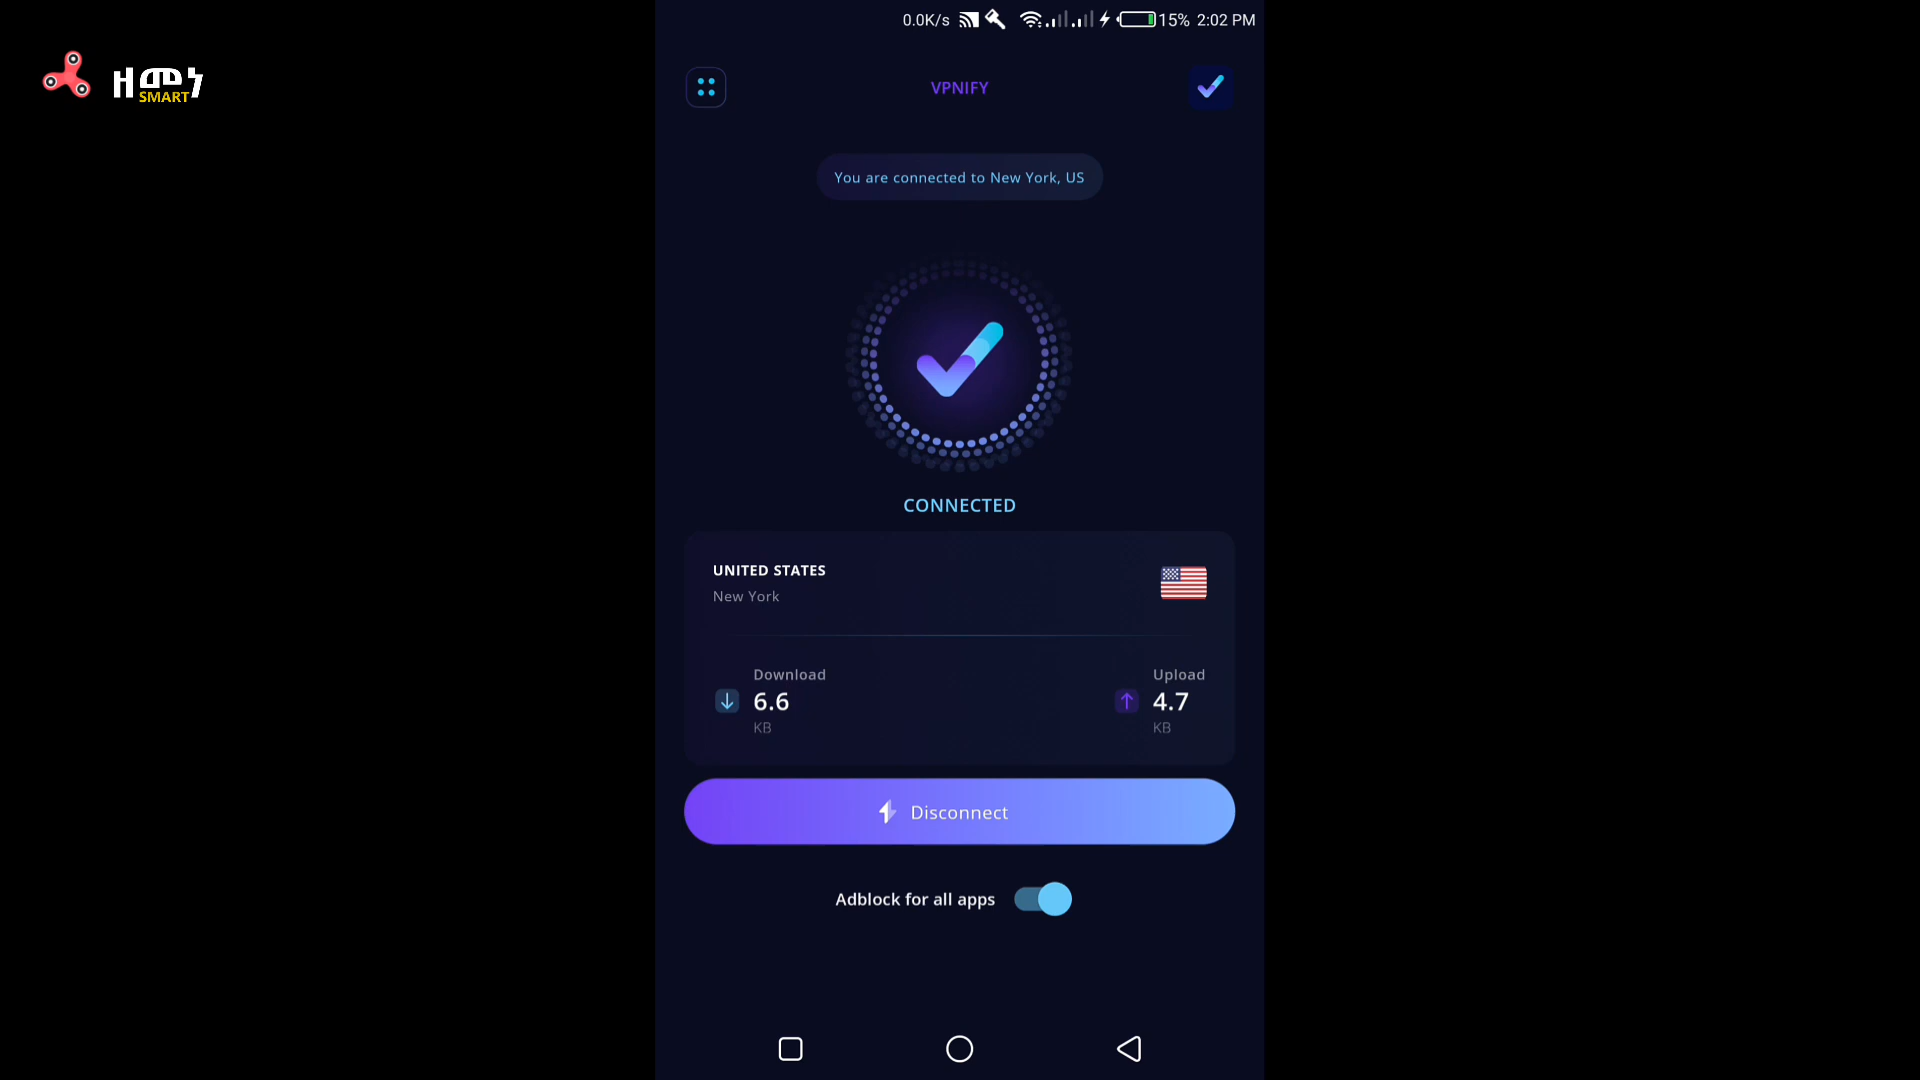 0.0K/s 15% 2:02 PM
ዘመነ
SMART
VPNIFY
You are connected to New York, US
CONNECTED
UNITED STATES
New York
Download
6.6
KB
Upload
4.7
KB
Disconnect
Adblock for all apps